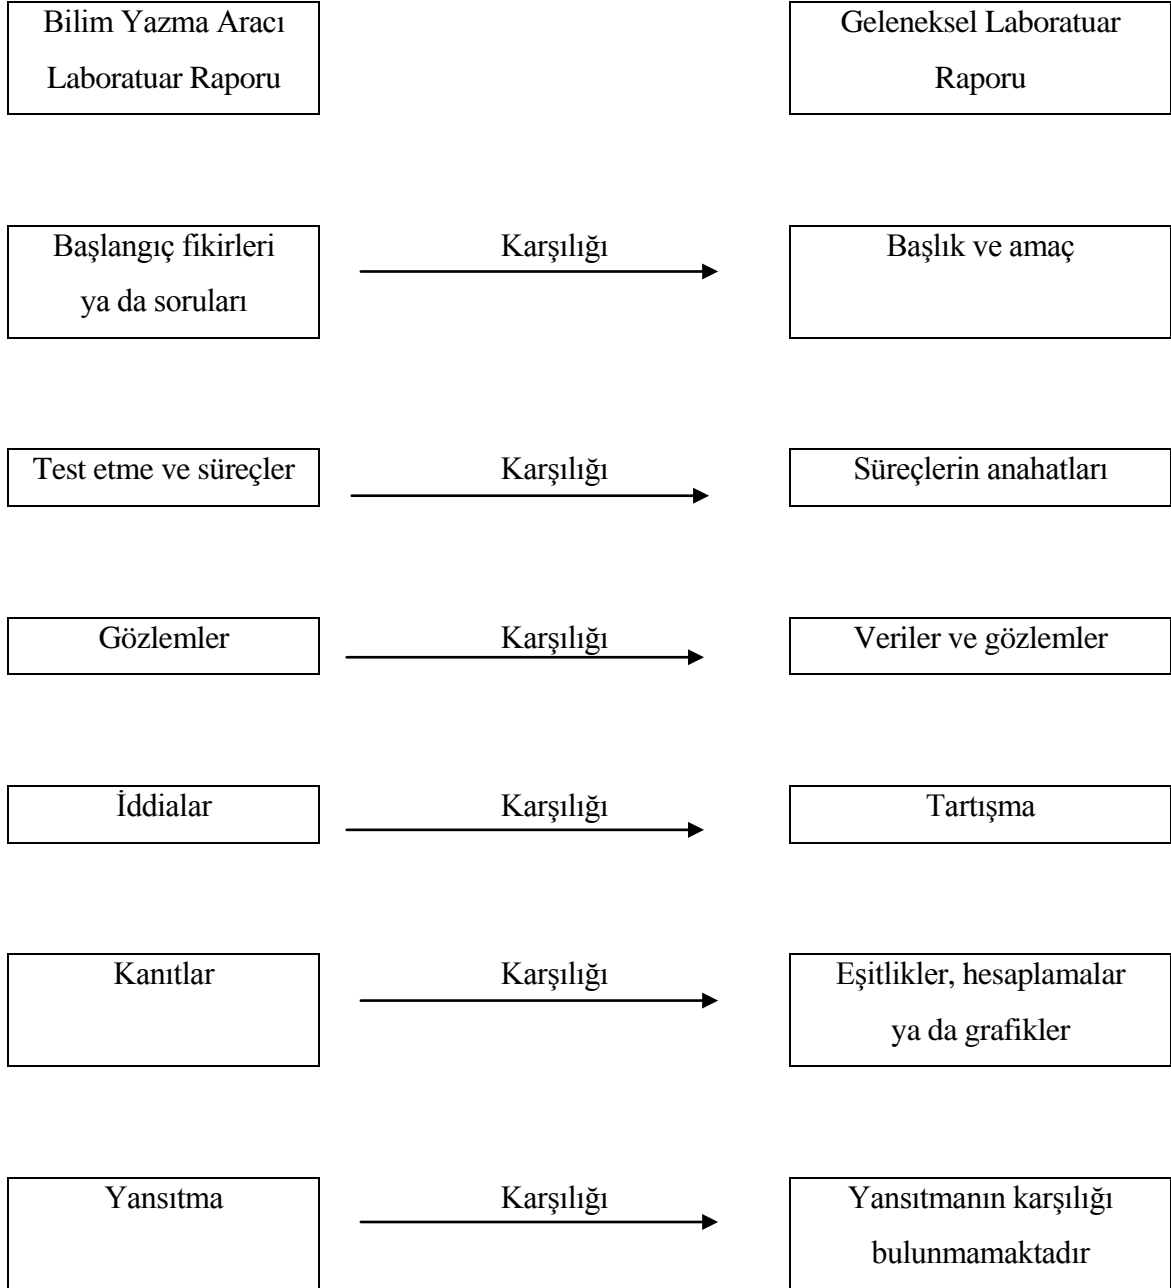 Bilim Yazma Aracı
Laboratuar Raporu
Geleneksel Laboratuar
Raporu
Başlangıç fikirleri
ya da soruları
Karşılığı
Başlık ve amaç
Test etme ve süreçler
Karşılığı
Süreçlerin anahatları
Gözlemler
Karşılığı
Veriler ve gözlemler
İddialar
Karşılığı
Tartışma
Kanıtlar
Karşılığı
Eşitlikler, hesaplamalar
ya da grafikler
Yansıtma
Karşılığı
Yansıtmanın karşılığı
bulunmamaktadır